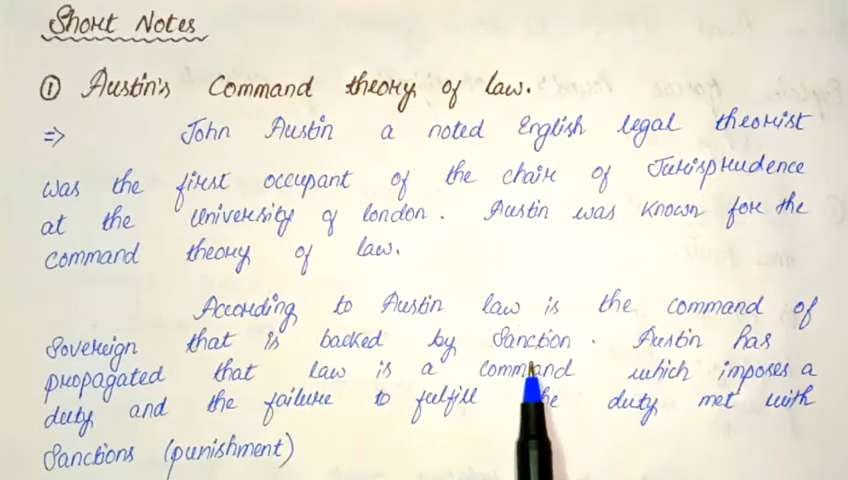 Short Notes
① Austin's Command theory of law.
⇒ John Austin a noted English legal theorist
was the first occupant of the chair of Jurisprudence
at the university of london. Austin was known for the
command theory of law.
According to Austin law is the command of
Sovereign that is backed by Sanction. Austin has
propagated that law is a command which imposes a
duty and the failure to fulfill the duty met with
Sanctions (punishment)